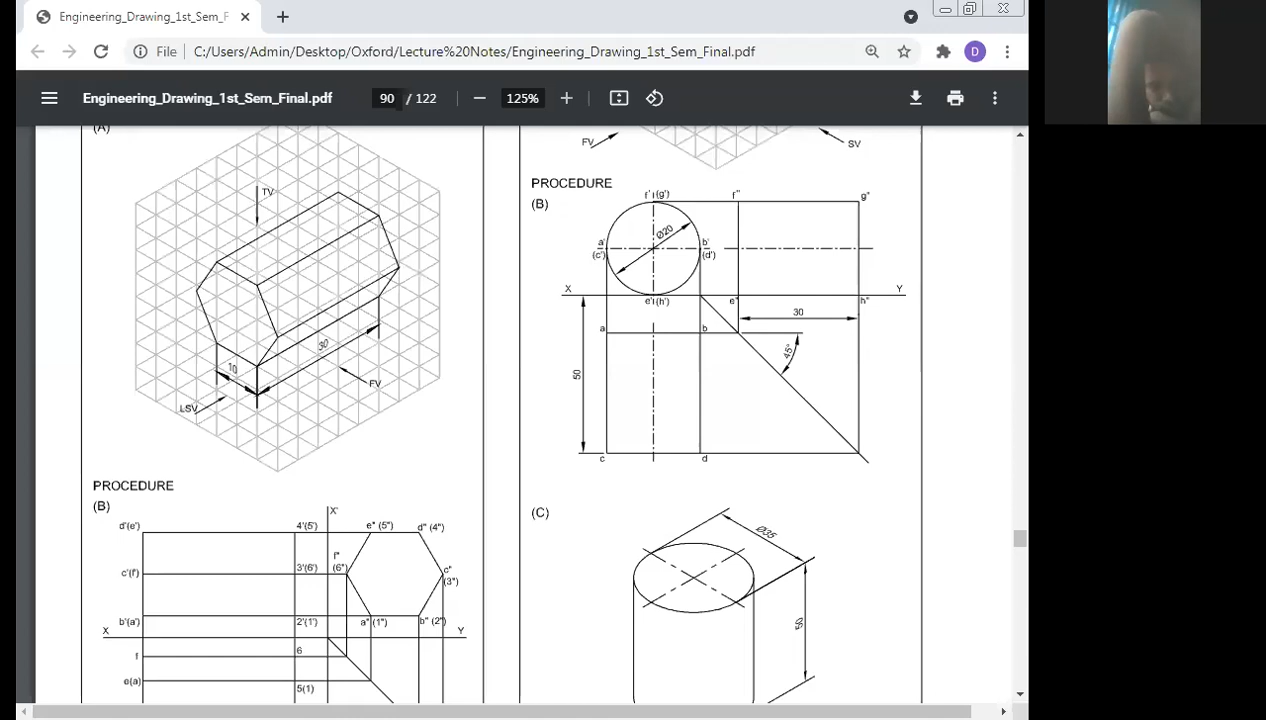 Engineering_Drawing_1st_Sem_F
File C:/Users/Admin/Desktop/Oxford/Lecture%20Notes/Engineering_Drawing_1st_Sem_Final.pdf
D
Engineering_Drawing_1st_Sem_Final.pdf
90 / 122
125%
(A)
TV
30
10
FV
LSV
PROCEDURE
(B)
X'
d'(e') 4'(5') e" (5") d" (4")
f"
c'(f') 3'(6') (6") c"
(3")
b'(a') 2'(1') a" (1") b" (2")
X Y
f 6
e(a) 5(1)
FV SV
PROCEDURE
(B)
f' (g') f" g"
Ø20
a' b'
(c') (d')
X Y
e' (h') e" h"
30
a b
45°
50
c d
(C)
Ø35
50